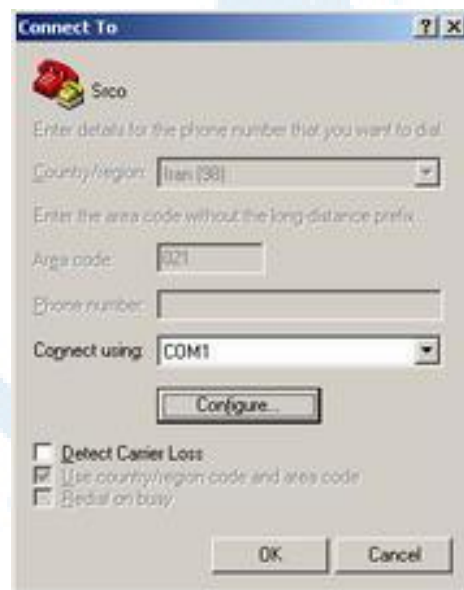 Connect To
Srco
Enter details for the phone number that you want to dial:
Country/region: Iran (98)
Enter the area code without the long-distance prefix.
Area code: 021
Phone number:
Connect using: COM1
Configure...
Detect Carrier Loss
Use country/region code and area code
Redial on busy
OK Cancel